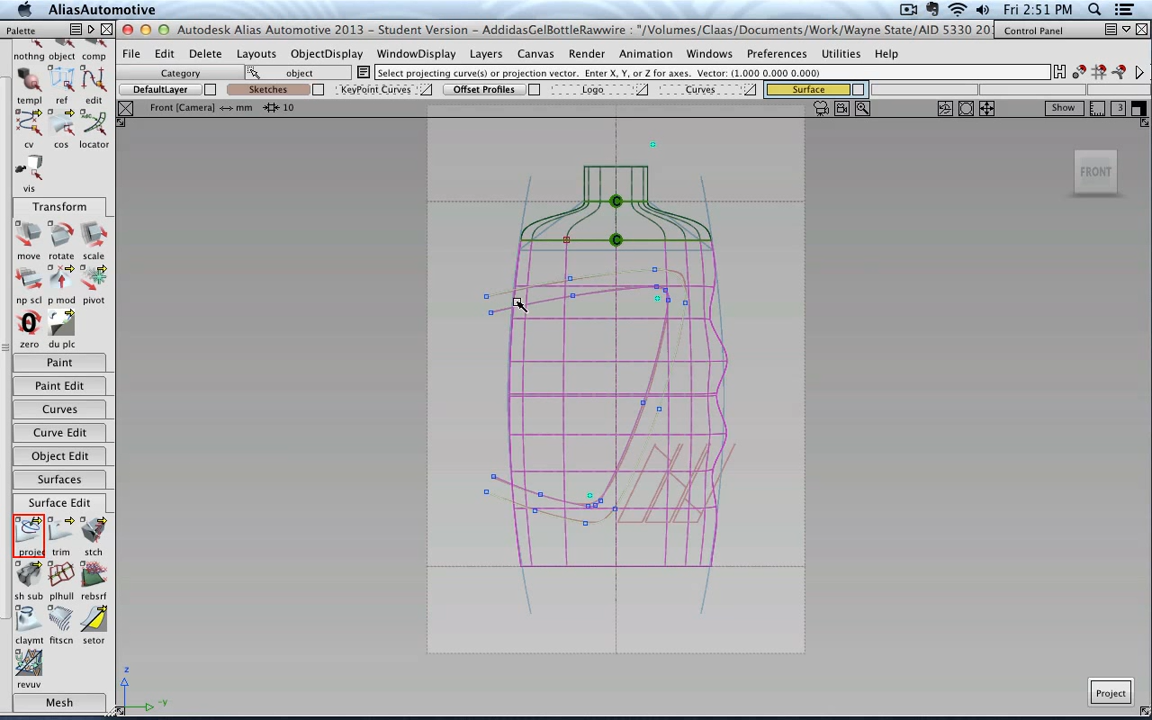 AliasAutomotive
Fri 2:51 PM
Palette
Autodesk Alias Automotive 2013 - Student Version - AddidasGelBottleRawwire : "/Volumes/Claas/Documents/Work/Wayne State/AID 5330 201
Control Panel
File Edit Delete Layouts ObjectDisplay WindowDisplay Layers Canvas Render Animation Windows Preferences Utilities Help
Category object Select projecting curve(s) or projection vector. Enter X, Y, or Z for axes. Vector: (1.000 0.000 0.000)
DefaultLayer Sketches KeyPoint Curves Offset Profiles Logo Curves Surface
Front [Camera] mm 10 Show 3
nothng object comp
templ ref edit
cv cos locator
vis
Transform
move rotate scale
np scl p mod pivot
zero du plc
Paint
Paint Edit
Curves
Curve Edit
Object Edit
Surfaces
Surface Edit
projec trim stch
sh sub plhull rebsrf
claymt fitscn setor
revuv
Mesh
FRONT
C
C
z
-y
Project